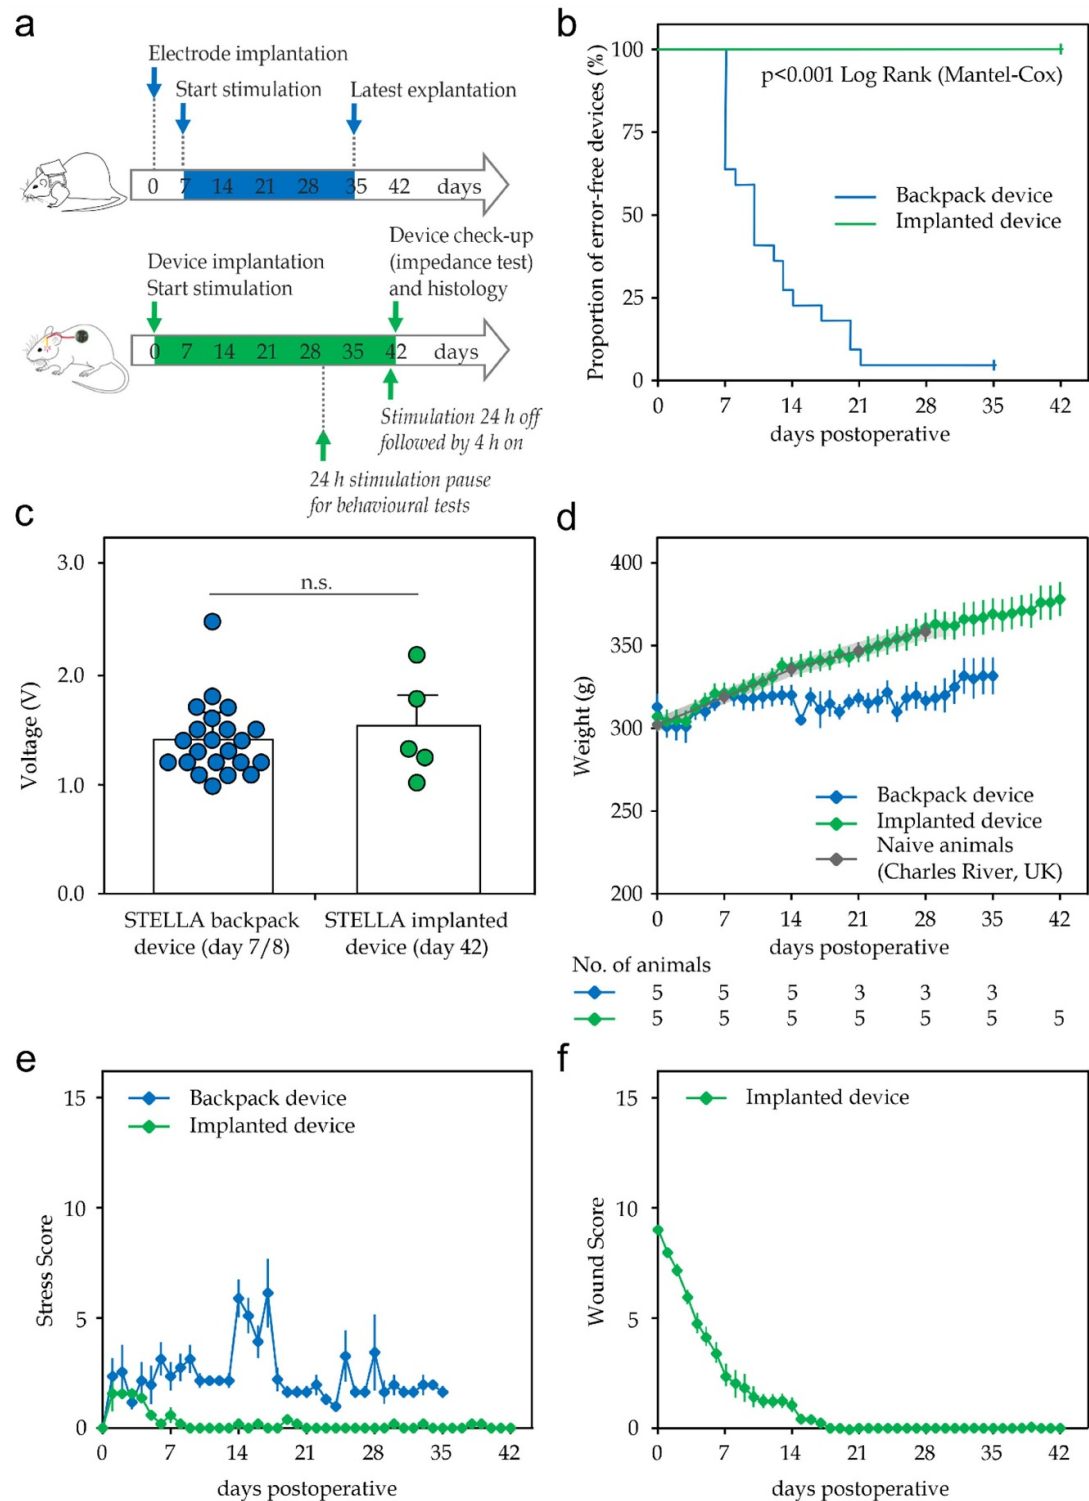 a
Electrode implantation
Start stimulation
Latest explantation
0 7 14 21 28 35 42 days
Device implantation
Start stimulation
Device check-up
(impedance test)
and histology
0 7 14 21 28 35 42 days
Stimulation 24 h off
followed by 4 h on
24 h stimulation pause
for behavioural tests
b
Proportion of error-free devices (%)
100
75
50
25
0
p<0.001 Log Rank (Mantel-Cox)
Backpack device
Implanted device
0 7 14 21 28 35 42
days postoperative
c
Voltage (V)
3.0
2.0
1.0
0.0
n.s.
STELLA backpack
device (day 7/8)
STELLA implanted
device (day 42)
d
Weight (g)
400
350
300
250
200
Backpack device
Implanted device
Naive animals
(Charles River, UK)
0 7 14 21 28 35 42
days postoperative
No. of animals
5 5 5 3 3 3
5 5 5 5 5 5 5
e
Stress Score
15
10
5
0
Backpack device
Implanted device
0 7 14 21 28 35 42
days postoperative
f
Wound Score
15
10
5
0
Implanted device
0 7 14 21 28 35 42
days postoperative